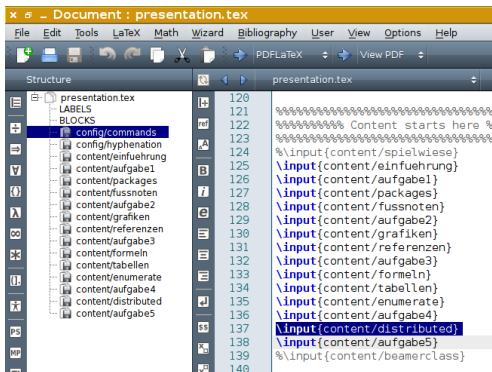 Document : presentation.tex
File Edit Tools LaTeX Math Wizard Bibliography User View Options Help
PDFLaTeX View PDF
Structure presentation.tex
presentation.tex
LABELS
BLOCKS
config/commands
config/hyphenation
content/einfuehrung
content/aufgabe1
content/packages
content/fussnoten
content/aufgabe2
content/grafiken
content/referenzen
content/aufgabe3
content/formeln
content/tabellen
content/enumerate
content/aufgabe4
content/distributed
content/aufgabe5
120
121 %%%%%%%%%%%%%%%%%%%%%%%%%%%%%%%%
122 %%%%%%%%%% Content starts here %
123 %%%%%%%%%%%%%%%%%%%%%%%%%%%%%%%%
124 %\input{content/spielwiese}
125 \input{content/einfuehrung}
126 \input{content/aufgabe1}
127 \input{content/packages}
128 \input{content/fussnoten}
129 \input{content/aufgabe2}
130 \input{content/grafiken}
131 \input{content/referenzen}
132 \input{content/aufgabe3}
133 \input{content/formeln}
134 \input{content/tabellen}
135 \input{content/enumerate}
136 \input{content/aufgabe4}
137 \input{content/distributed}
138 \input{content/aufgabe5}
139 %\input{content/beamerclass}
140
ref
B
i
e
$$
PS
MP